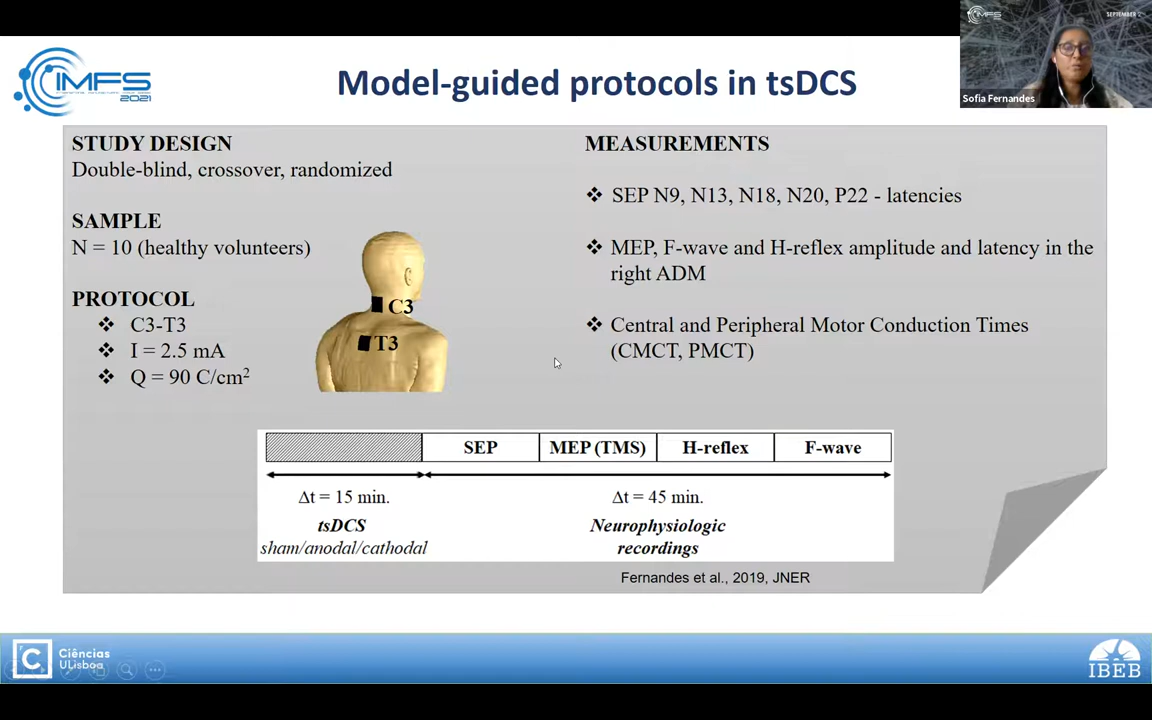 IMFS
SEPTEMBER
Sofia Fernandes
IMFS
2021
Model-guided protocols in tsDCS
STUDY DESIGN
Double-blind, crossover, randomized
SAMPLE
N = 10 (healthy volunteers)
PROTOCOL
❖ C3-T3
❖ I = 2.5 mA
❖ Q = 90 C/cm²
C3
T3
MEASUREMENTS
❖ SEP N9, N13, N18, N20, P22 - latencies
❖ MEP, F-wave and H-reflex amplitude and latency in the
right ADM
❖ Central and Peripheral Motor Conduction Times
(CMCT, PMCT)
SEP MEP (TMS) H-reflex F-wave
Δt = 15 min. Δt = 45 min.
tsDCS
sham/anodal/cathodal
Neurophysiologic
recordings
Fernandes et al., 2019, JNER
C Ciências
ULisboa
IBEB